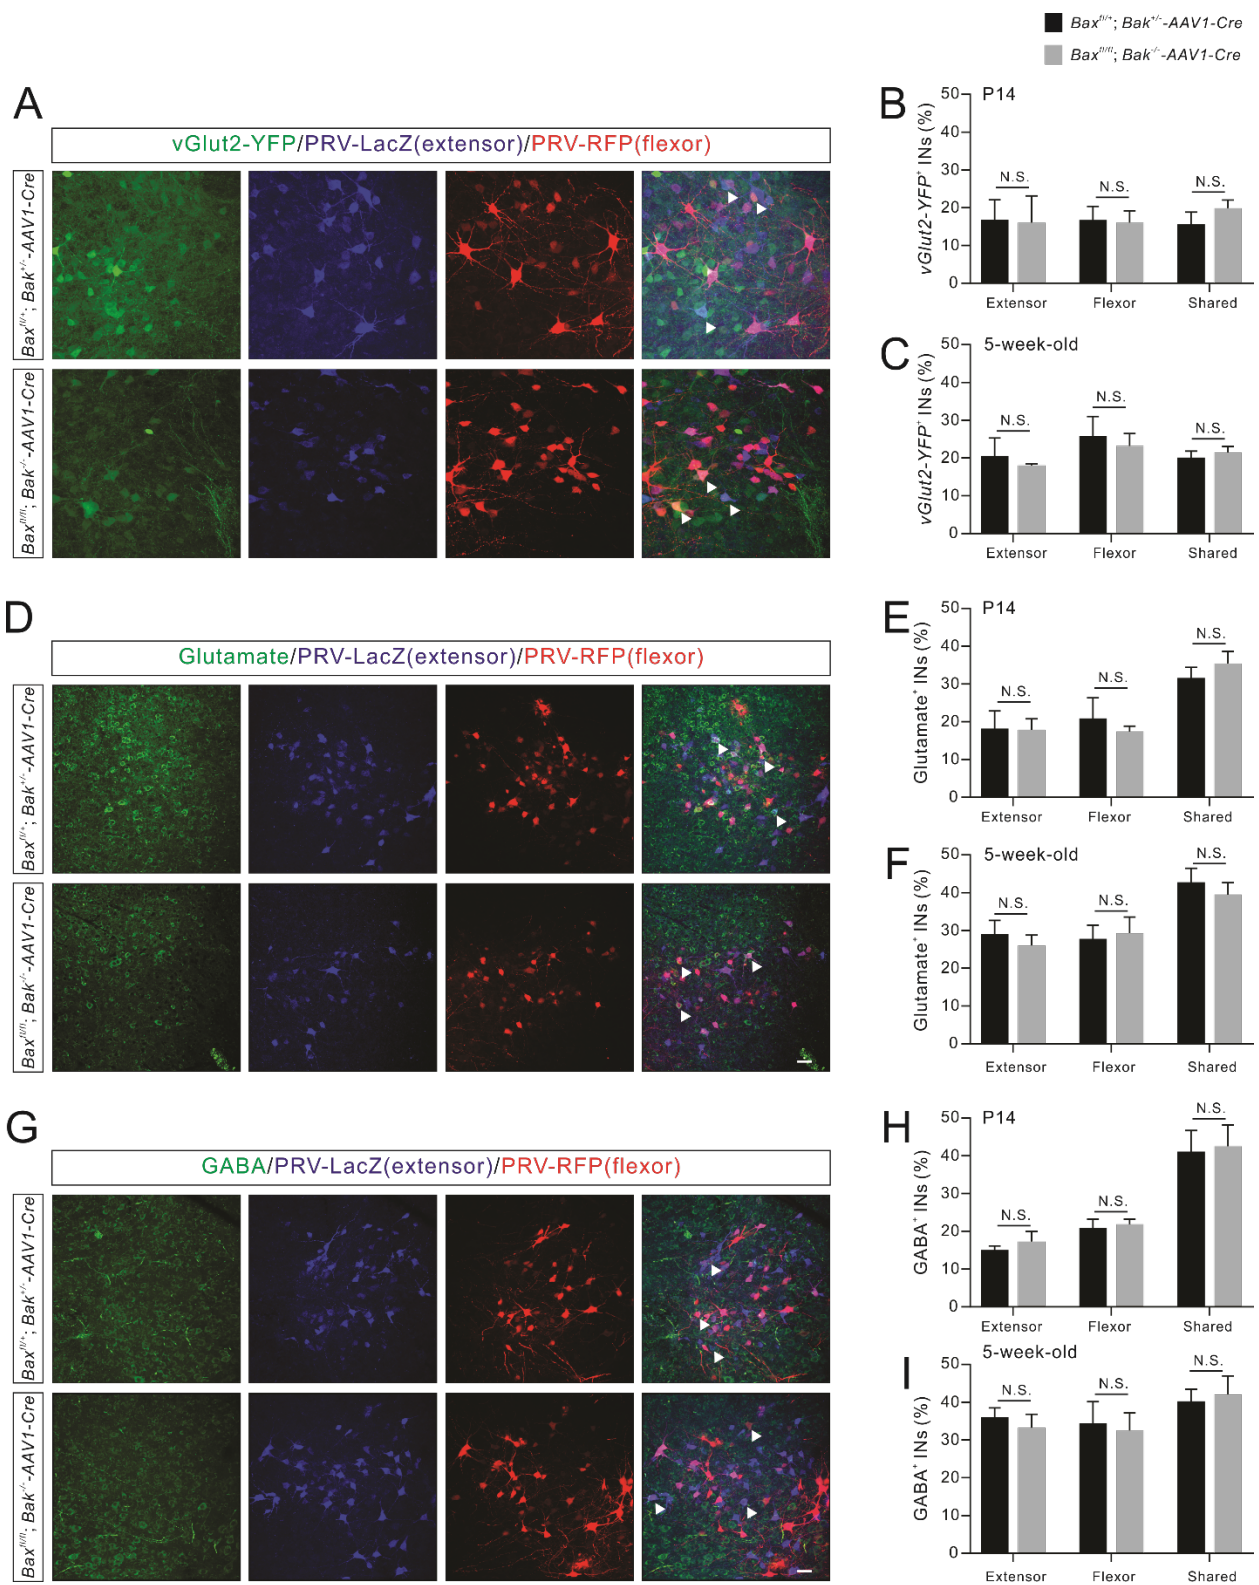 Bax^fl/+; Bak^+/- -AAV1-Cre
Bax^fl/fl; Bak^-/- -AAV1-Cre
A
vGlut2-YFP/PRV-LacZ(extensor)/PRV-RFP(flexor)
Bax^fl/+; Bak^+/- -AAV1-Cre
Bax^fl/fl; Bak^-/- -AAV1-Cre
B
P14
vGlut2-YFP^+ INs (%)
50
40
30
20
10
0
N.S.
N.S.
N.S.
Extensor
Flexor
Shared
C
5-week-old
vGlut2-YFP^+ INs (%)
50
40
30
20
10
0
N.S.
N.S.
N.S.
Extensor
Flexor
Shared
D
Glutamate/PRV-LacZ(extensor)/PRV-RFP(flexor)
Bax^fl/+; Bak^+/- -AAV1-Cre
Bax^fl/fl; Bak^-/- -AAV1-Cre
E
P14
Glutamate^+ INs (%)
50
40
30
20
10
0
N.S.
N.S.
N.S.
Extensor
Flexor
Shared
F
5-week-old
Glutamate^+ INs (%)
50
40
30
20
10
0
N.S.
N.S.
N.S.
Extensor
Flexor
Shared
G
GABA/PRV-LacZ(extensor)/PRV-RFP(flexor)
Bax^fl/+; Bak^+/- -AAV1-Cre
Bax^fl/fl; Bak^-/- -AAV1-Cre
H
P14
GABA^+ INs (%)
50
40
30
20
10
0
N.S.
N.S.
N.S.
Extensor
Flexor
Shared
I
5-week-old
GABA^+ INs (%)
50
40
30
20
10
0
N.S.
N.S.
N.S.
Extensor
Flexor
Shared